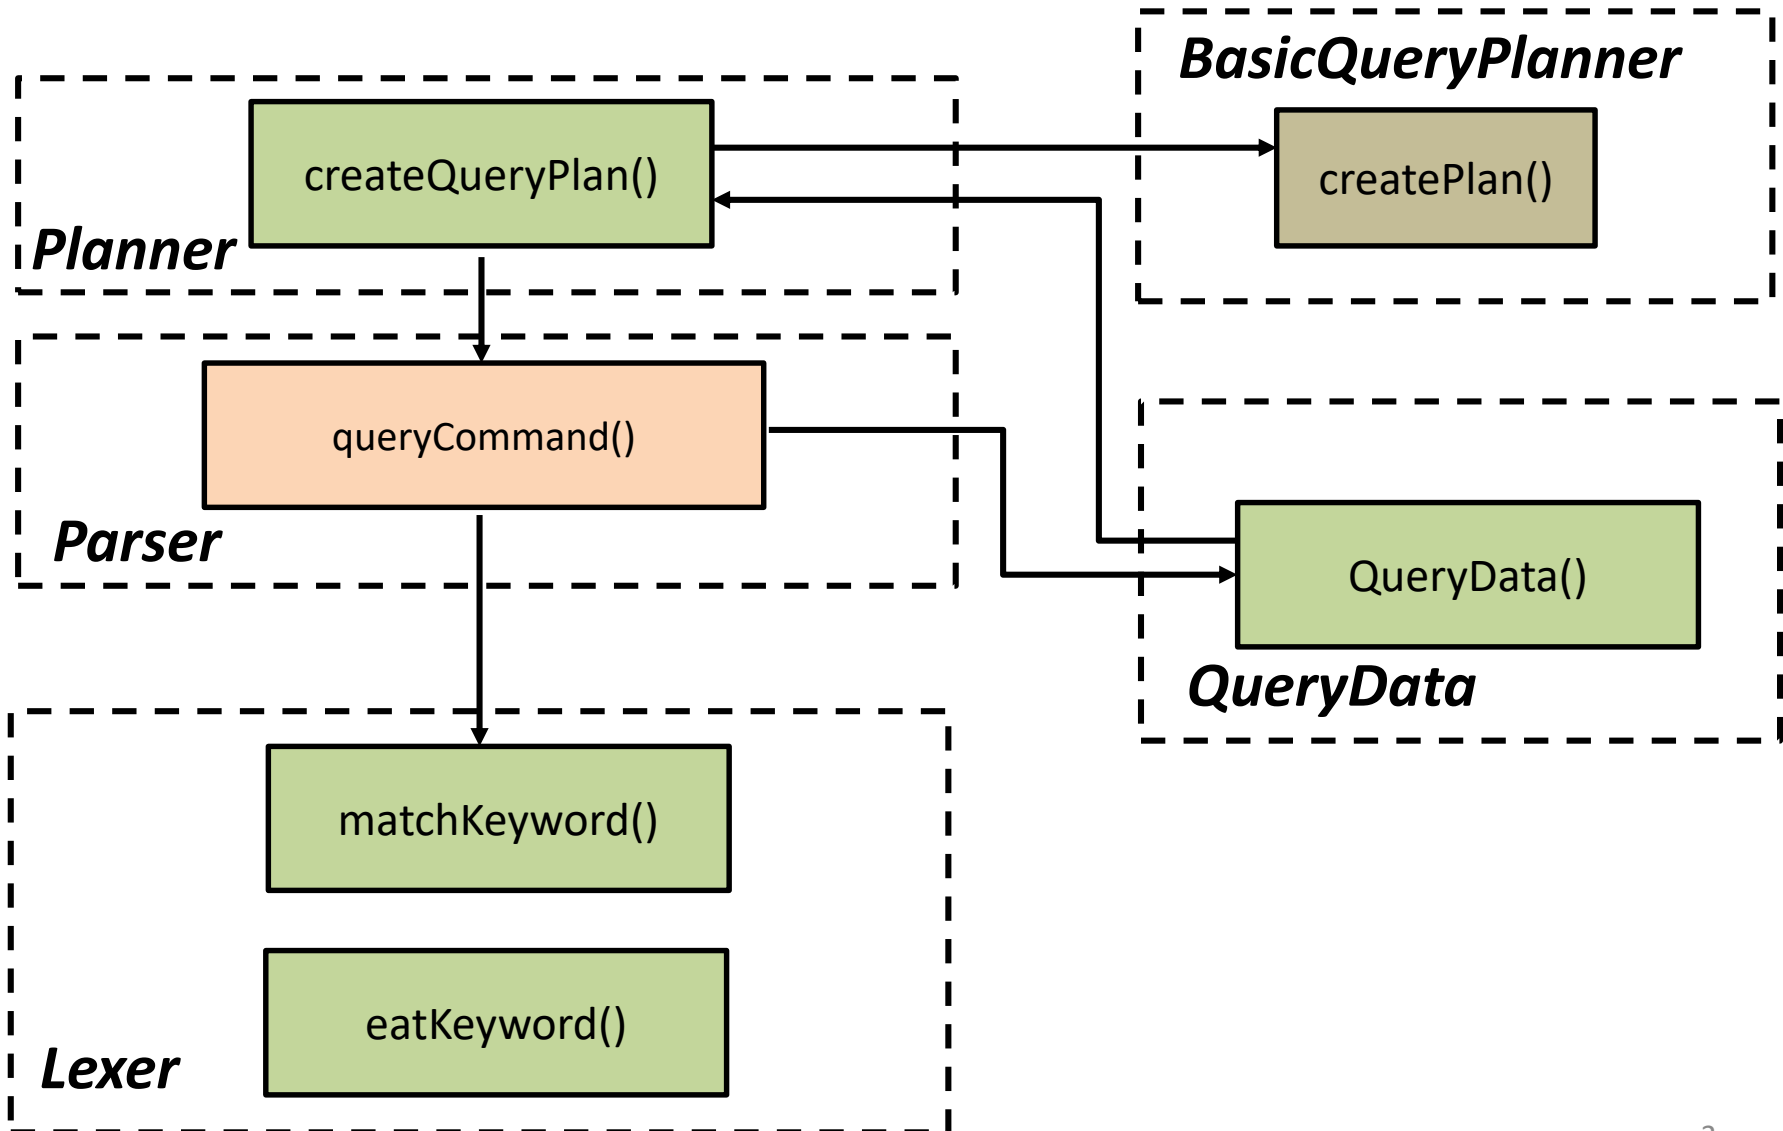 BasicQueryPlanner
createQueryPlan()
createPlan()
Planner
queryCommand()
Parser
QueryData()
QueryData
matchKeyword()
eatKeyword()
Lexer